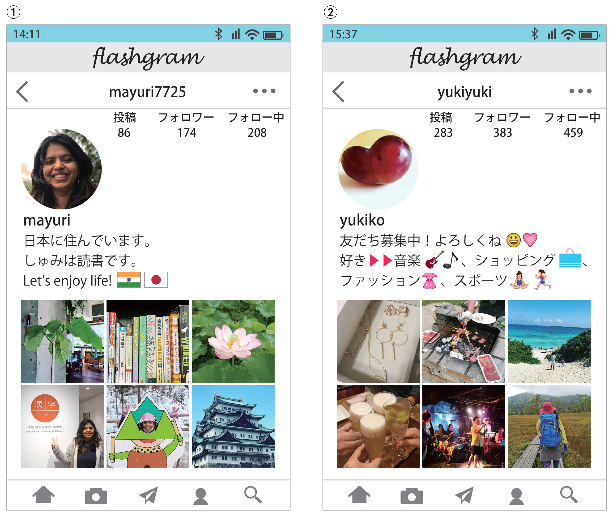 ①
14:11
flashgram
mayuri7725
投稿 フォロワー フォロー中
86 174 208
mayuri
日本に住んでいます。
しゅみは読書です。
Let's enjoy life!
漢字
②
15:37
flashgram
yukiyuki
投稿 フォロワー フォロー中
283 383 459
yukiko
友だち募集中！よろしくね
好き▶▶音楽、ショッピング、
ファッション、スポーツ